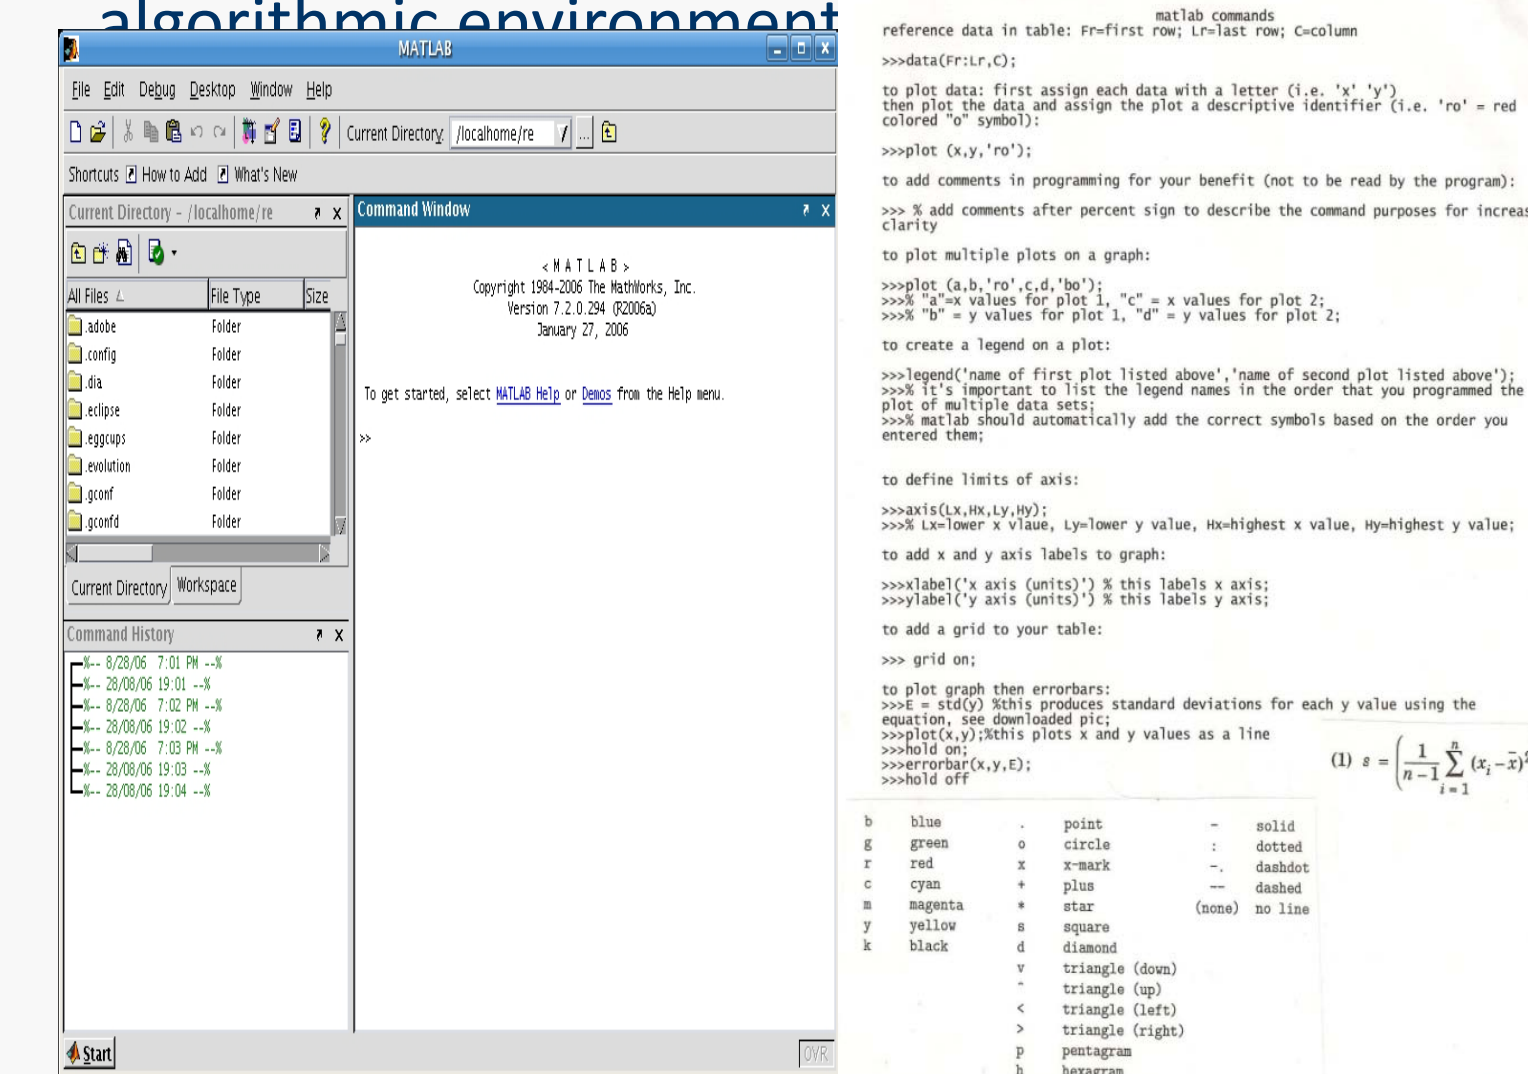 algorithmic environment
MATLAB
File Edit Debug Desktop Window Help
Current Directory: /localhome/re
Shortcuts How to Add What's New
Current Directory - /localhome/re
All Files File Type Size
.adobe Folder
.config Folder
.dia Folder
.eclipse Folder
.eggcups Folder
.evolution Folder
.gconf Folder
.gconfd Folder
Current Directory Workspace
Command History
%-- 8/28/06 7:01 PM --%
%-- 28/08/06 19:01 --%
%-- 8/28/06 7:02 PM --%
%-- 28/08/06 19:02 --%
%-- 8/28/06 7:03 PM --%
%-- 28/08/06 19:03 --%
%-- 28/08/06 19:04 --%
Start
Command Window
< M A T L A B >
Copyright 1984-2006 The MathWorks, Inc.
Version 7.2.0.294 (R2006a)
January 27, 2006
To get started, select MATLAB Help or Demos from the Help menu.
>>
OVR
matlab commands
reference data in table: Fr=first row; Lr=last row; C=column
>>>data(Fr:Lr,C);
to plot data: first assign each data with a letter (i.e. 'x' 'y')
then plot the data and assign the plot a descriptive identifier (i.e. 'ro' = red
colored "o" symbol):
>>>plot (x,y,'ro');
to add comments in programming for your benefit (not to be read by the program):
>>> % add comments after percent sign to describe the command purposes for increas
clarity
to plot multiple plots on a graph:
>>>plot (a,b,'ro',c,d,'bo');
>>>% "a"=x values for plot 1, "c" = x values for plot 2;
>>>% "b" = y values for plot 1, "d" = y values for plot 2;
to create a legend on a plot:
>>>legend('name of first plot listed above','name of second plot listed above');
>>>% it's important to list the legend names in the order that you programmed the
plot of multiple data sets;
>>>% matlab should automatically add the correct symbols based on the order you
entered them;
to define limits of axis:
>>>axis(Lx,Hx,Ly,Hy);
>>>% Lx=lower x vlaue, Ly=lower y value, Hx=highest x value, Hy=highest y value;
to add x and y axis labels to graph:
>>>xlabel('x axis (units)') % this labels x axis;
>>>ylabel('y axis (units)') % this labels y axis;
to add a grid to your table:
>>> grid on;
to plot graph then errorbars:
>>>E = std(y) %this produces standard deviations for each y value using the
equation, see downloaded pic;
>>>plot(x,y);%this plots x and y values as a line
>>>hold on;
>>>errorbar(x,y,E);
>>>hold off
(1) s = ( 1/(n-1) n ∑ i=1 (x_i - x̄)2
b blue . point - solid
g green o circle : dotted
r red x x-mark -. dashdot
c cyan + plus -- dashed
m magenta * star (none) no line
y yellow s square
k black d diamond
v triangle (down)
^ triangle (up)
< triangle (left)
> triangle (right)
p pentagram
h hexagram